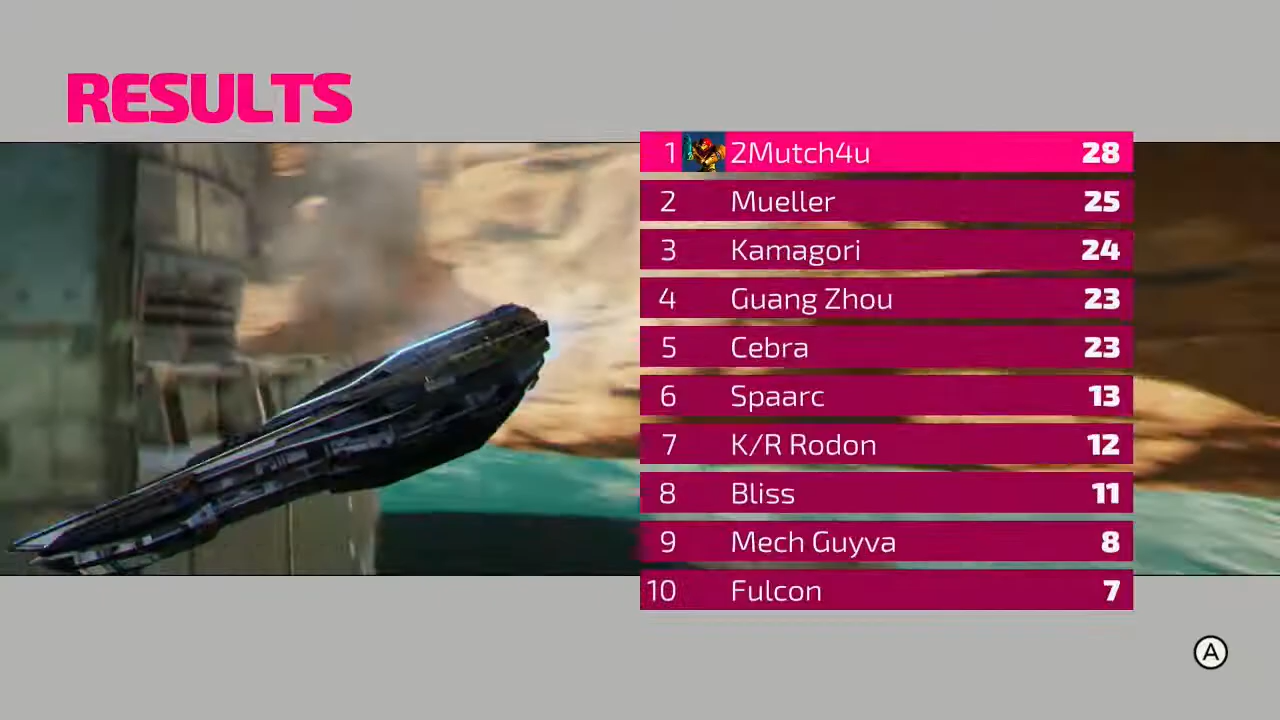 RESULTS
1 2Mutch4u 28
2 Mueller 25
3 Kamagori 24
4 Guang Zhou 23
5 Cebra 23
6 Spaarc 13
7 K/R Rodon 12
8 Bliss 11
9 Mech Guyva 8
10 Fulcon 7
A